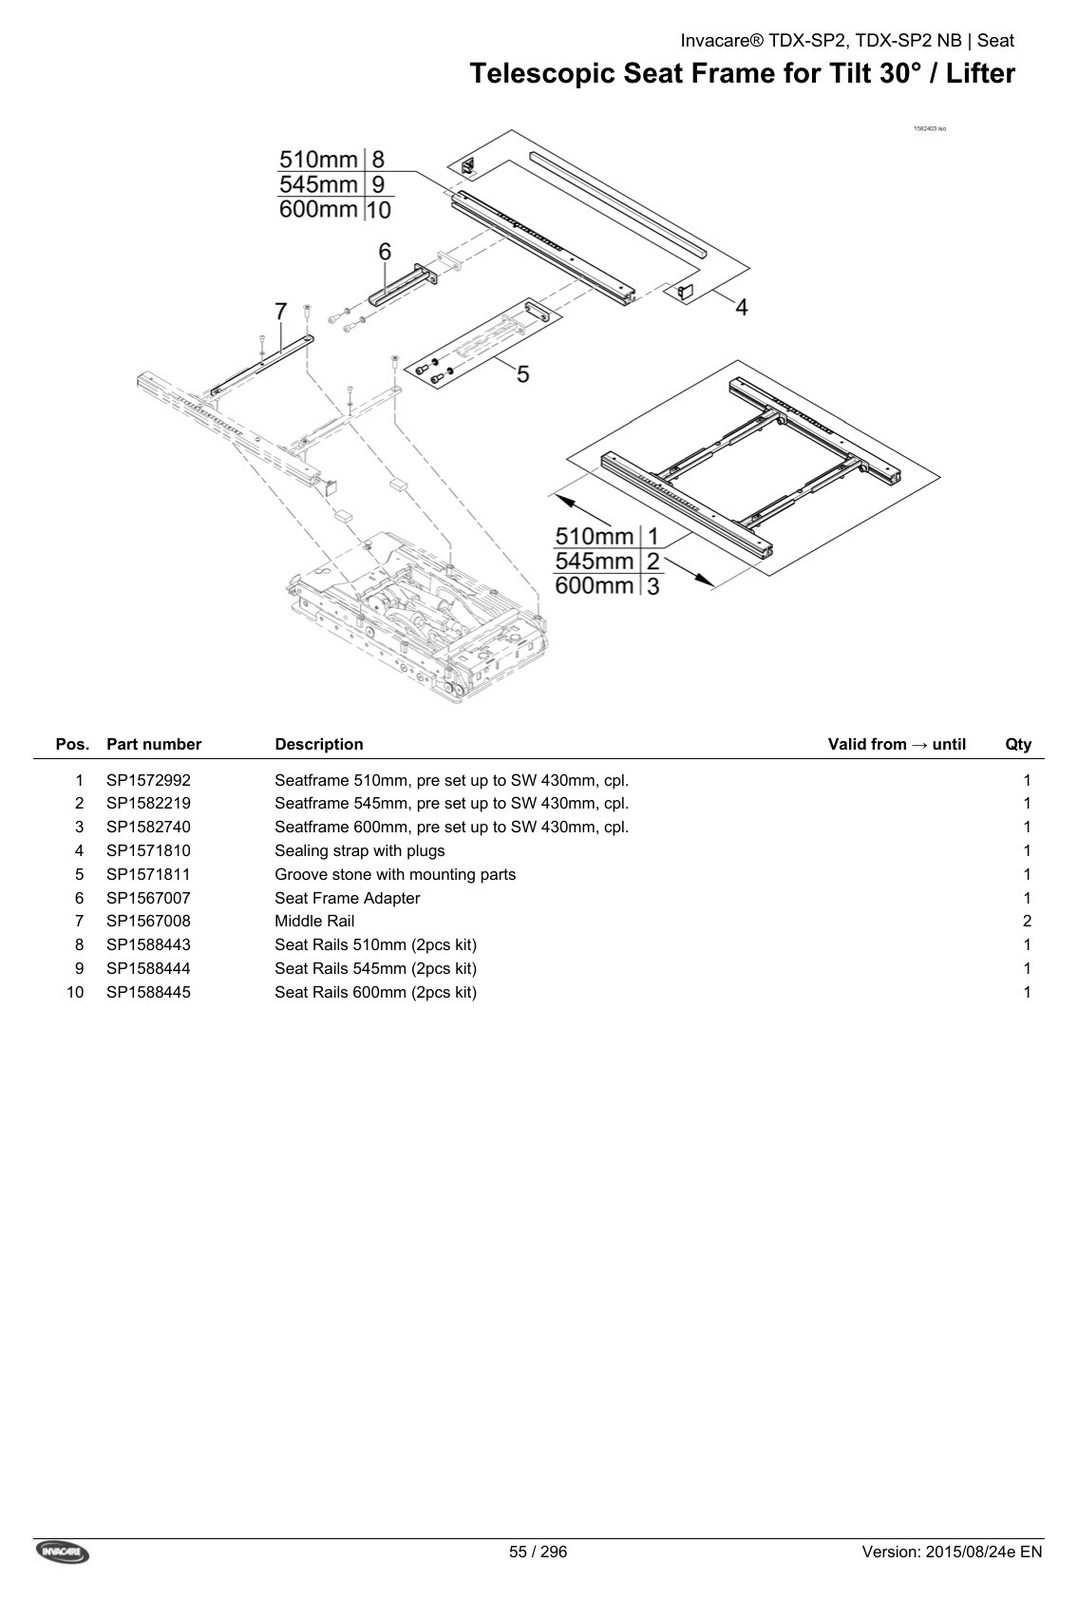 Invacare® TDX-SP2, TDX-SP2 NB | Seat
Telescopic Seat Frame for Tilt 30° / Lifter
1582403.iso
510mm 8
545mm 9
600mm 10
6
7
4
5
510mm 1
545mm 2
600mm 3
Pos. Part number Description Valid from → until Qty
1 SP1572992 Seatframe 510mm, pre set up to SW 430mm, cpl. 1
2 SP1582219 Seatframe 545mm, pre set up to SW 430mm, cpl. 1
3 SP1582740 Seatframe 600mm, pre set up to SW 430mm, cpl. 1
4 SP1571810 Sealing strap with plugs 1
5 SP1571811 Groove stone with mounting parts 1
6 SP1567007 Seat Frame Adapter 1
7 SP1567008 Middle Rail 2
8 SP1588443 Seat Rails 510mm (2pcs kit) 1
9 SP1588444 Seat Rails 545mm (2pcs kit) 1
10 SP1588445 Seat Rails 600mm (2pcs kit) 1
INVACARE 55 / 296 Version: 2015/08/24e EN